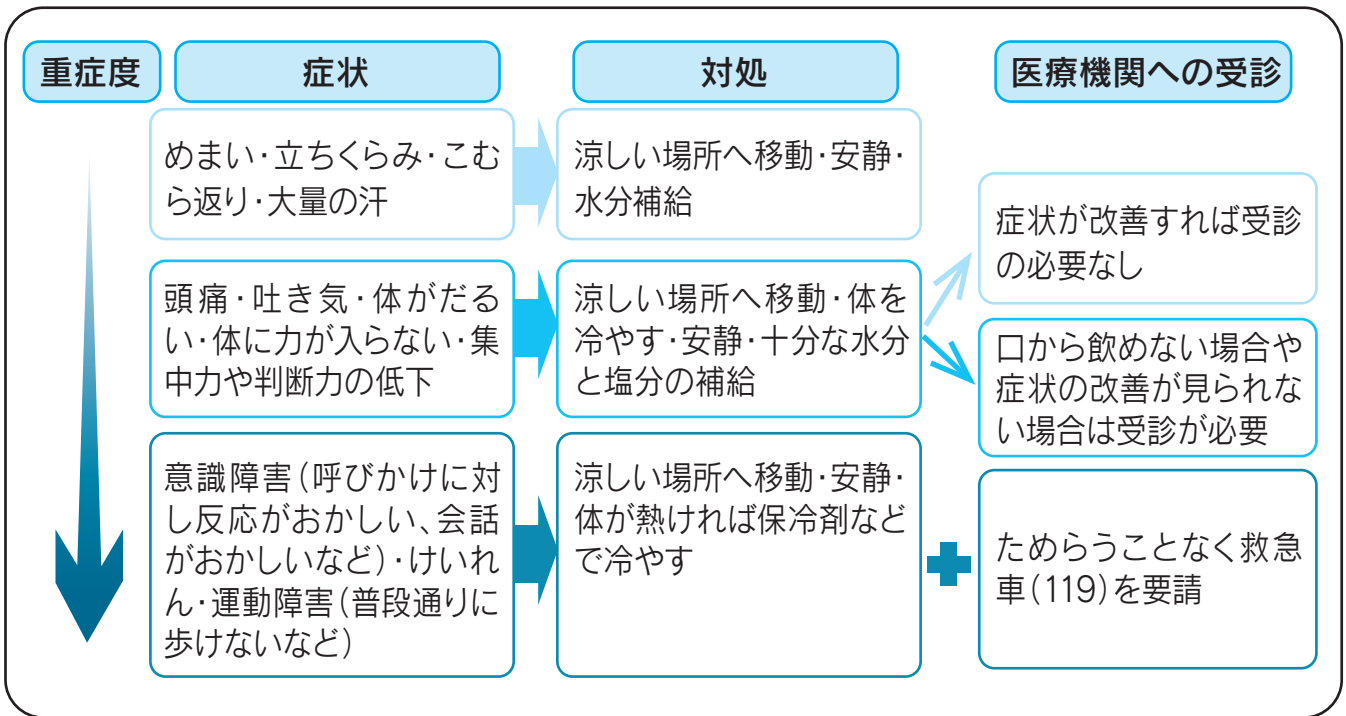 重症度
症状
対処
医療機関への受診
めまい･立ちくらみ･こむ
ら返り･大量の汗
涼しい場所へ移動･安静･
水分補給
頭痛･吐き気･体がだる
い･体に力が入らない･集
中力や判断力の低下
涼しい場所へ移動･体を
冷やす･安静･十分な水分
と塩分の補給
症状が改善すれば受診
の必要なし
口から飲めない場合や
症状の改善が見られな
い場合は受診が必要
意識障害(呼びかけに対
し反応がおかしい、会話
がおかしいなど)･けいれ
ん･運動障害(普段通りに
歩けないなど)
涼しい場所へ移動･安静･
体が熱ければ保冷剤など
で冷やす
ためらうことなく救急
車(119)を要請